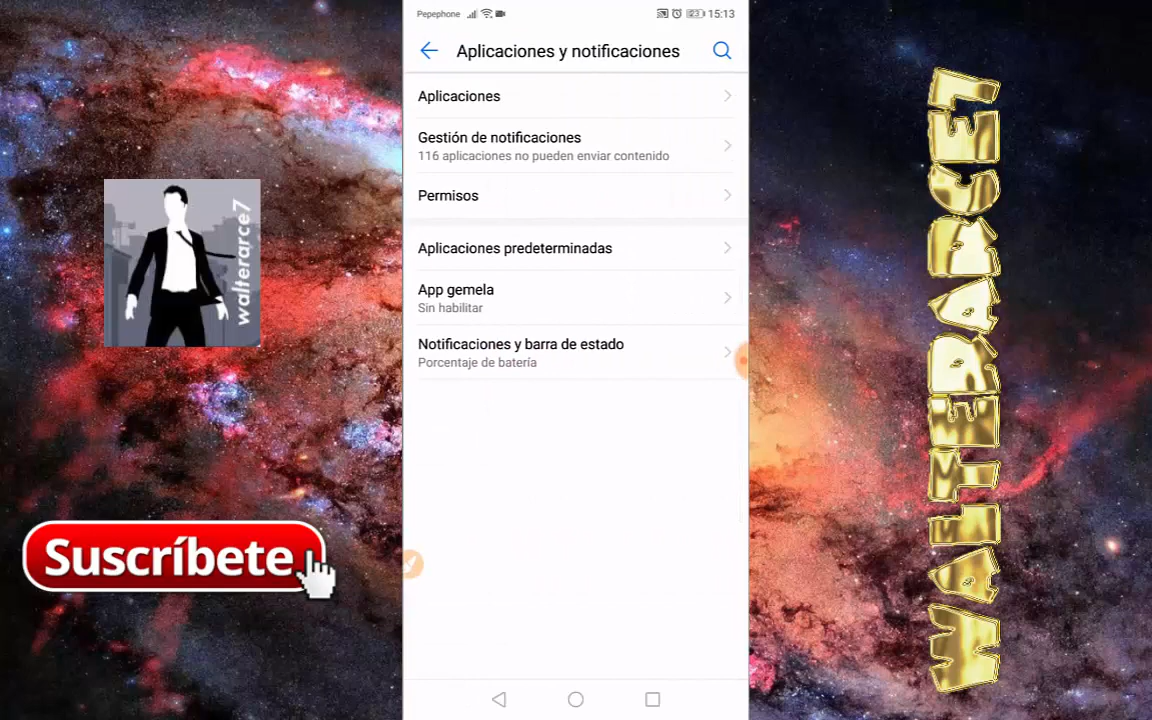 Pepephone
23
15:13
Aplicaciones y notificaciones
Aplicaciones
Gestión de notificaciones
116 aplicaciones no pueden enviar contenido
Permisos
Aplicaciones predeterminadas
App gemela
Sin habilitar
Notificaciones y barra de estado
Porcentaje de batería
walterarce7
Suscríbete
WALTERARCE7